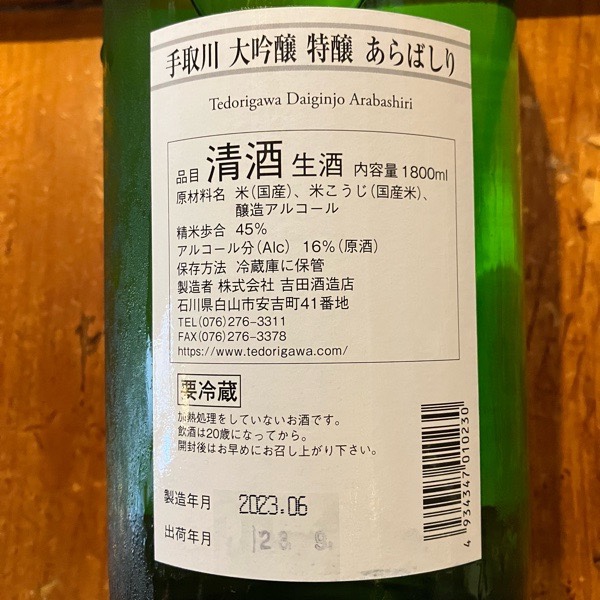 手取川 大吟醸 特醸 あらばしり
Tedorigawa Daiginjo Arabashiri
品目 清酒 生酒 内容量 1800ml
原材料名 米(国産)、米こうじ(国産米)、
醸造アルコール
精米歩合 45%
アルコール分(Alc) 16%(原酒)
保存方法 冷蔵庫に保管
製造者 株式会社 吉田酒造店
石川県白山市安吉町41番地
TEL(076)276-3311
FAX(076)276-3378
https://www.tedorigawa.com/
要冷蔵
加熱処理をしていないお酒です。
飲酒は20歳になってから。
開封後はお早めにお召し上がり下さい。
製造年月 2023.06
出荷年月 23. 9.
4 934347 010230